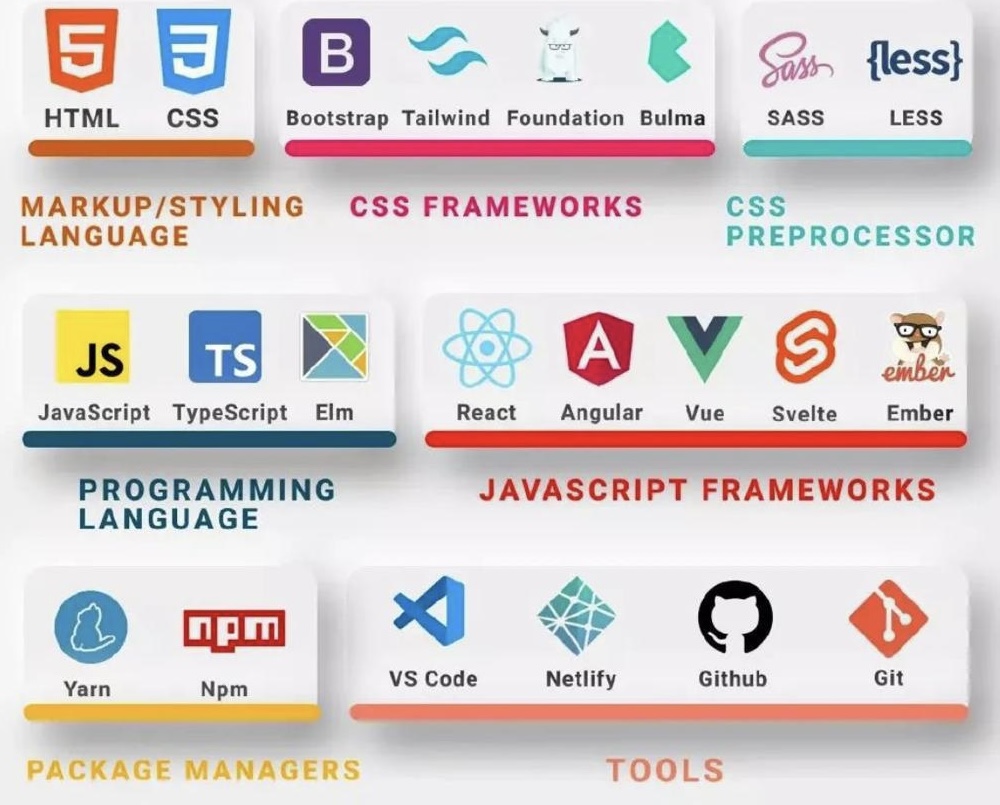 HTML CSS
Bootstrap Tailwind Foundation Bulma
Sass {less}
SASS LESS
MARKUP/STYLING
LANGUAGE
CSS FRAMEWORKS
CSS
PREPROCESSOR
JS TS
JavaScript TypeScript Elm
ember
React Angular Vue Svelte Ember
PROGRAMMING
LANGUAGE
JAVASCRIPT FRAMEWORKS
npm
Yarn Npm
VS Code Netlify Github Git
PACKAGE MANAGERS
TOOLS